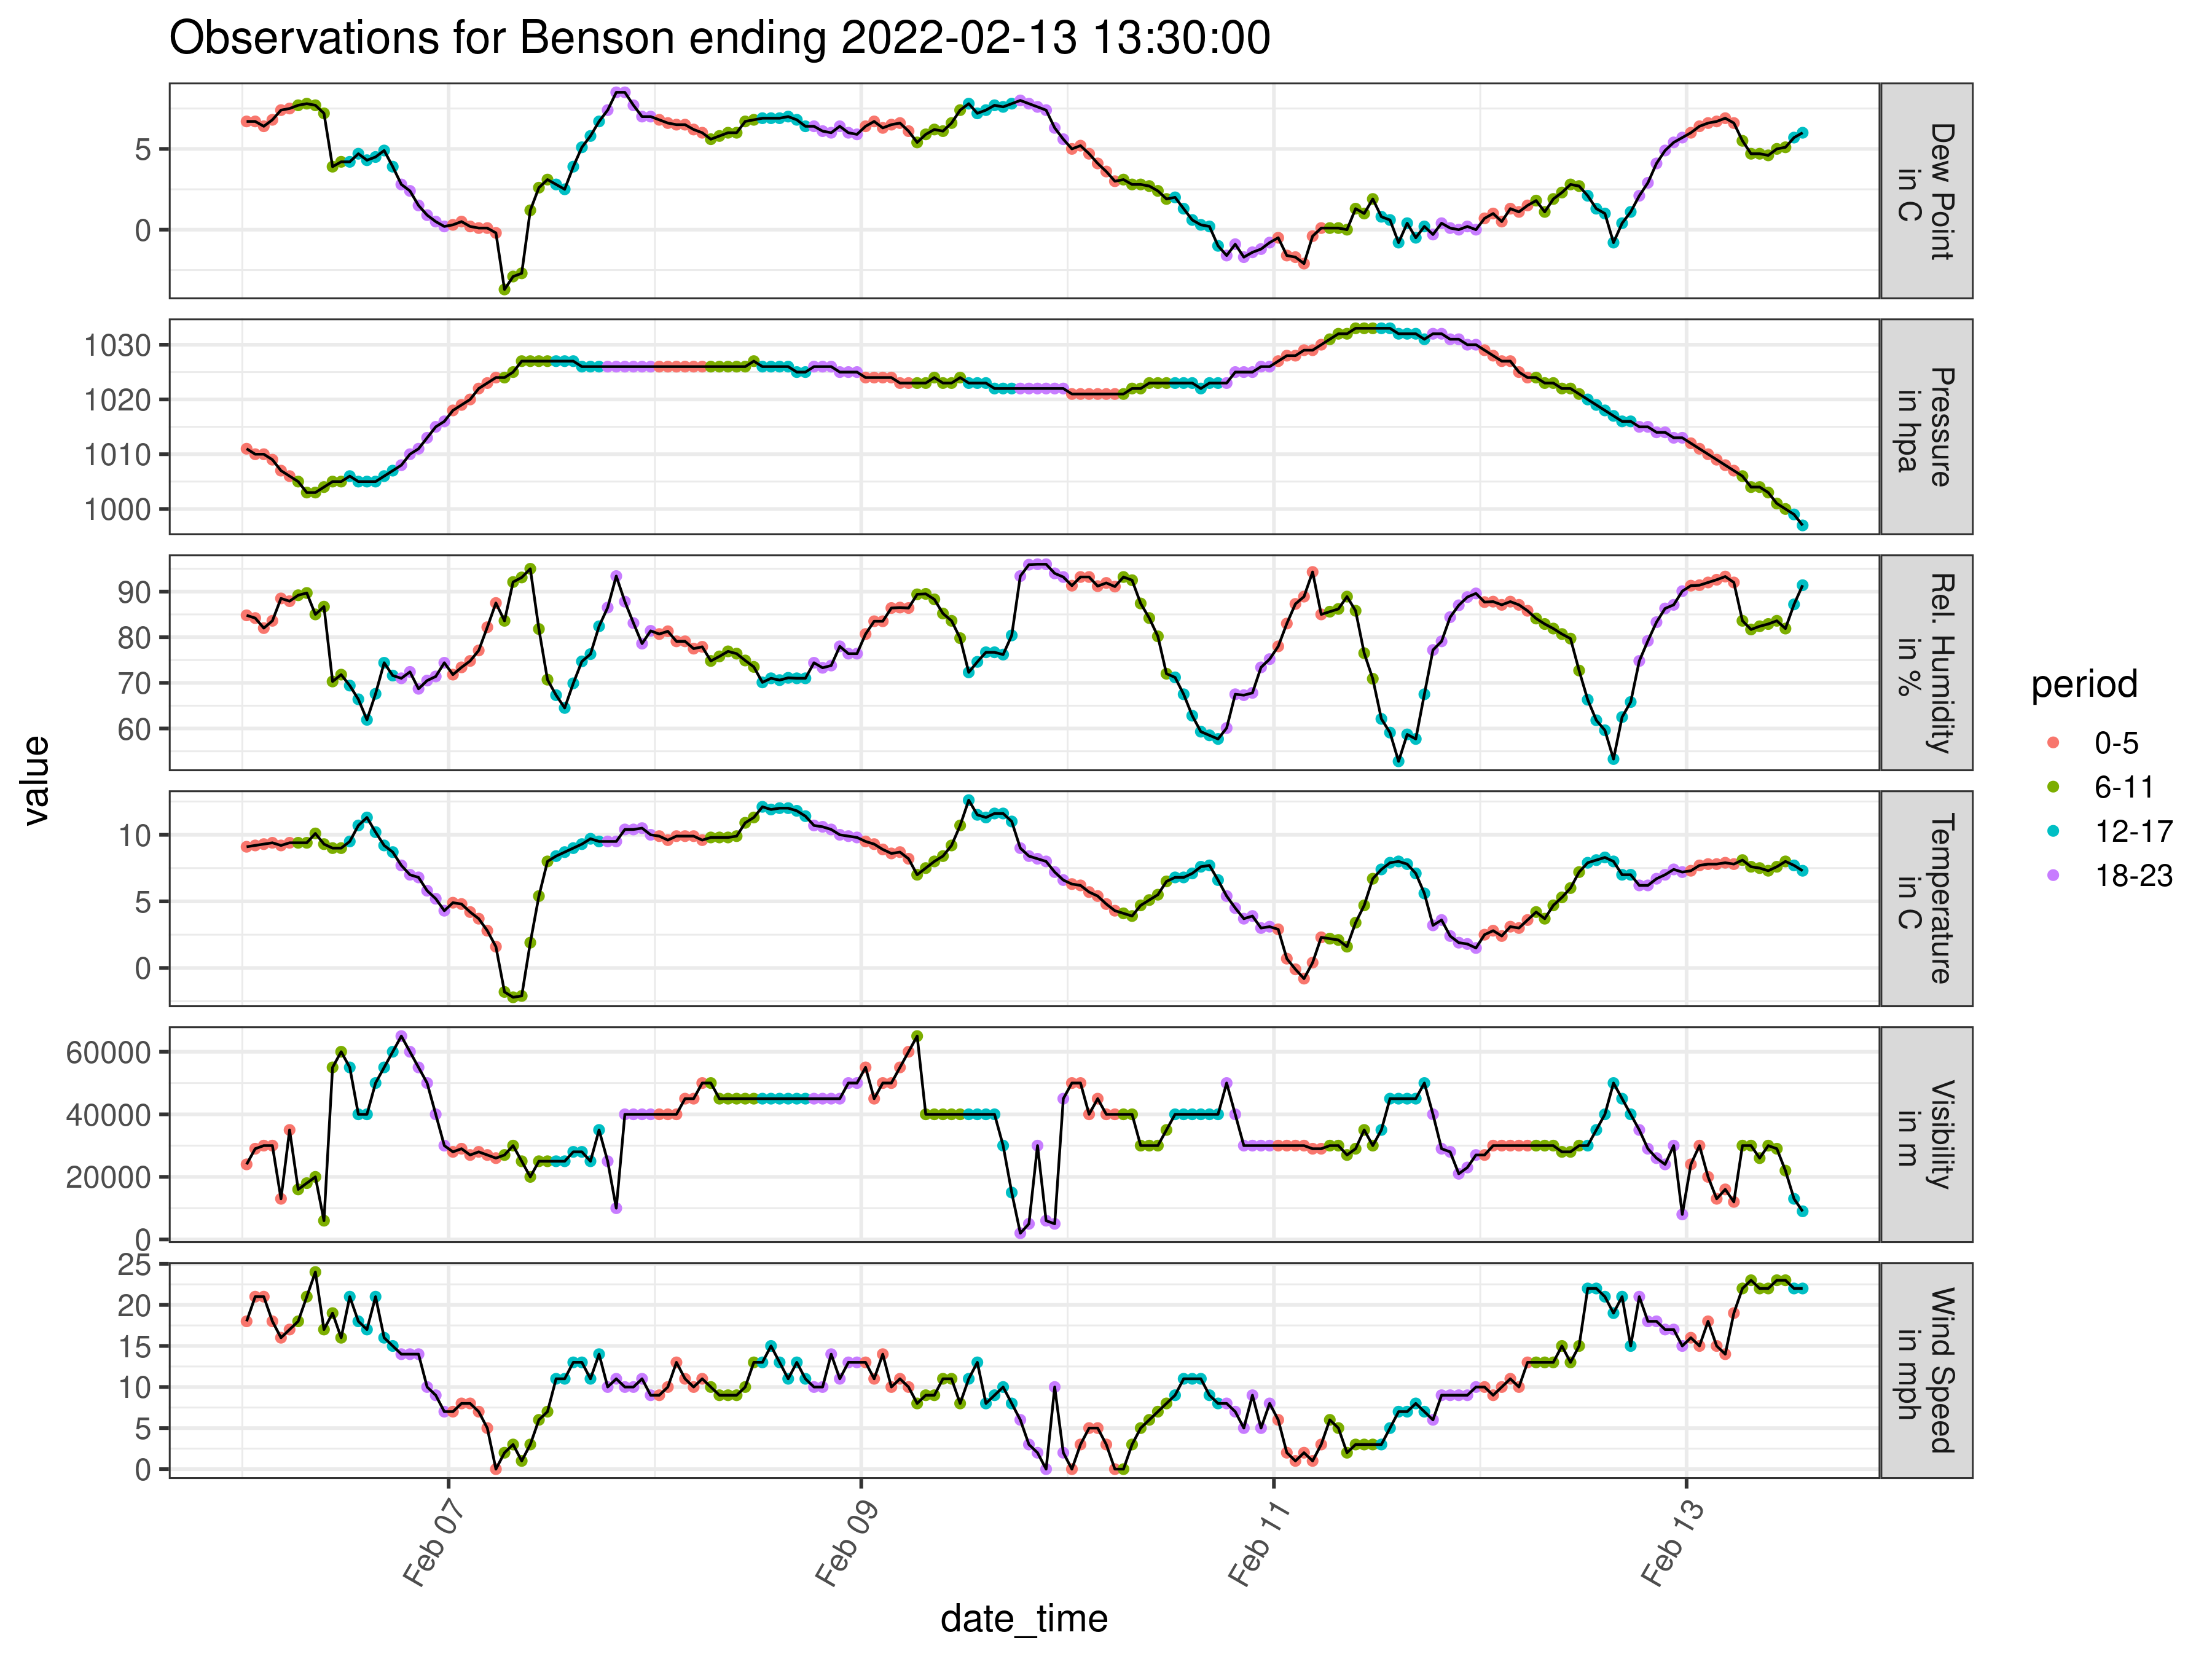 Observations for Benson ending 2022-02-13 13:30:00
value
5
0
Dew Point
in C
1030
1020
1010
1000
Pressure
in hpa
90
80
70
60
Rel. Humidity
in %
10
5
0
Temperature
in C
60000
40000
20000
0
Visibility
in m
25
20
15
10
5
0
Wind Speed
in mph
Feb 07
Feb 09
Feb 11
Feb 13
date_time
period
0-5
6-11
12-17
18-23